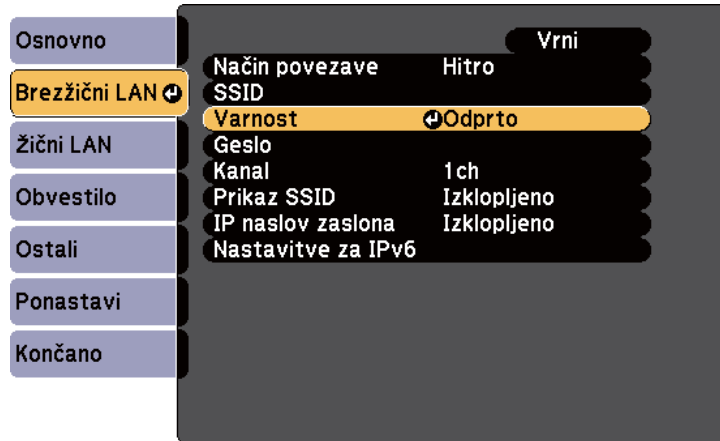 Osnovno
Brezžični LAN
Žični LAN
Obvestilo
Ostali
Ponastavi
Končano
Vrni
Način povezave Hitro
SSID
Varnost Odprto
Geslo
Kanal 1ch
Prikaz SSID Izklopljeno
IP naslov zaslona Izklopljeno
Nastavitve za IPv6